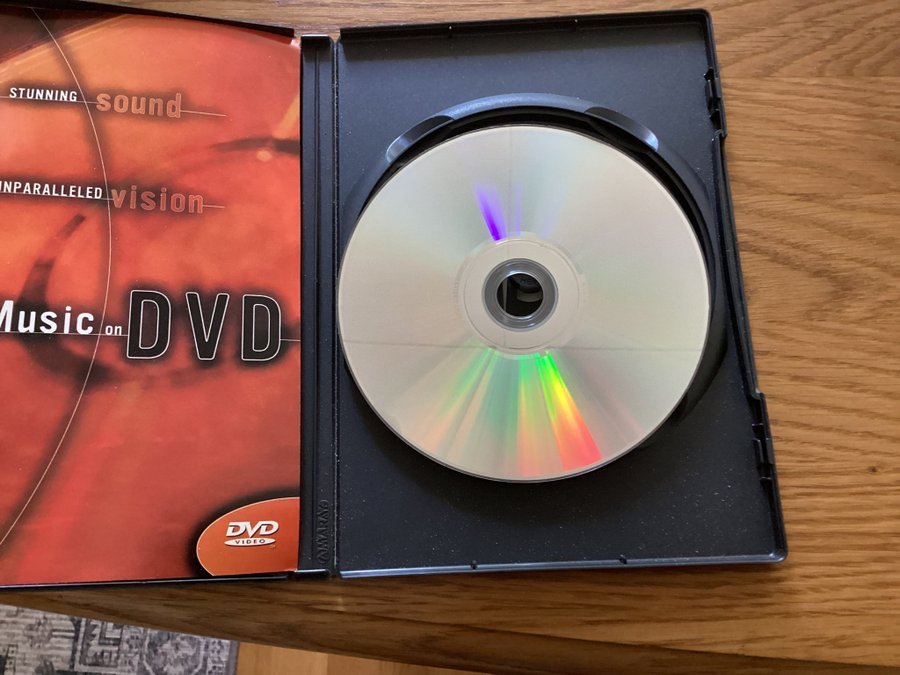 STUNNING sound
UNPARALLELED vision
Music on DVD
DVD
VIDEO
AMARAY